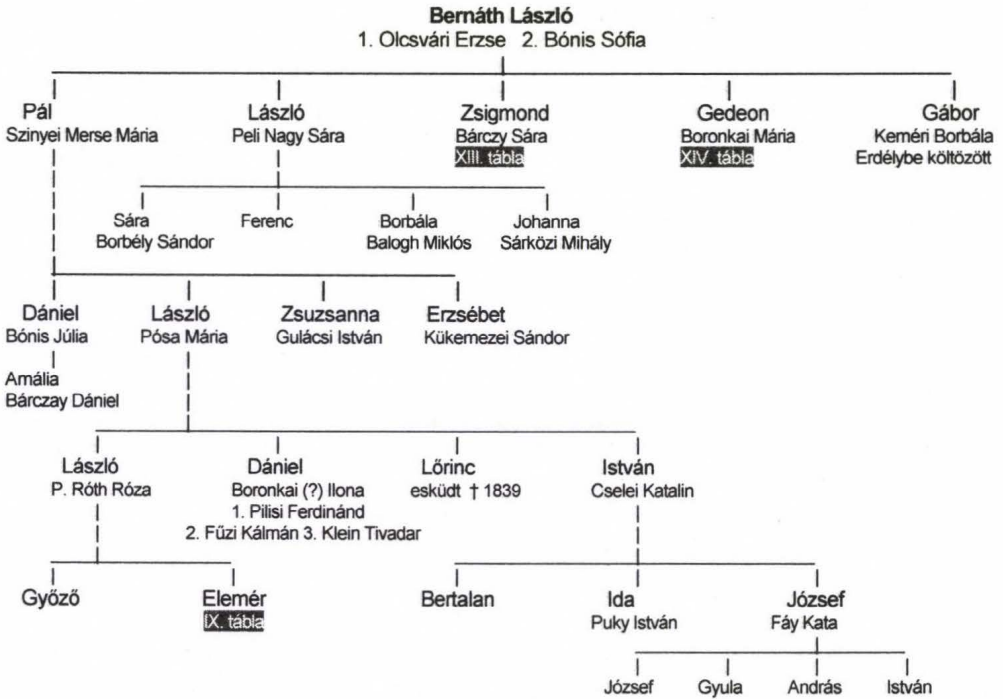 Bernáth László
1. Olcsvári Erzse 2. Bónis Sófia
Pál László Zsigmond Gedeon Gábor
Szinyei Merse Mária Peli Nagy Sára Bárczy Sára Boronkai Mária Keméri Borbála
XIII. tábla XIV. tábla Erdélybe költözött
Sára Ferenc Borbála Johanna
Borbély Sándor Balogh Miklós Sárközi Mihály
Dániel László Zsuzsanna Erzsébet
Bónis Júlia Pósa Mária Gulácsi István Kükemezei Sándor
Amália
Bárczay Dániel
László Dániel Lőrinc István
P. Róth Róza Boronkai (?) Ilona esküdt † 1839 Cselei Katalin
1. Pilisi Ferdinánd
2. Fűzi Kálmán 3. Klein Tivadar
Győző Elemér Bertalan Ida József
IX. tábla Puky István Fáy Kata
József Gyula András István